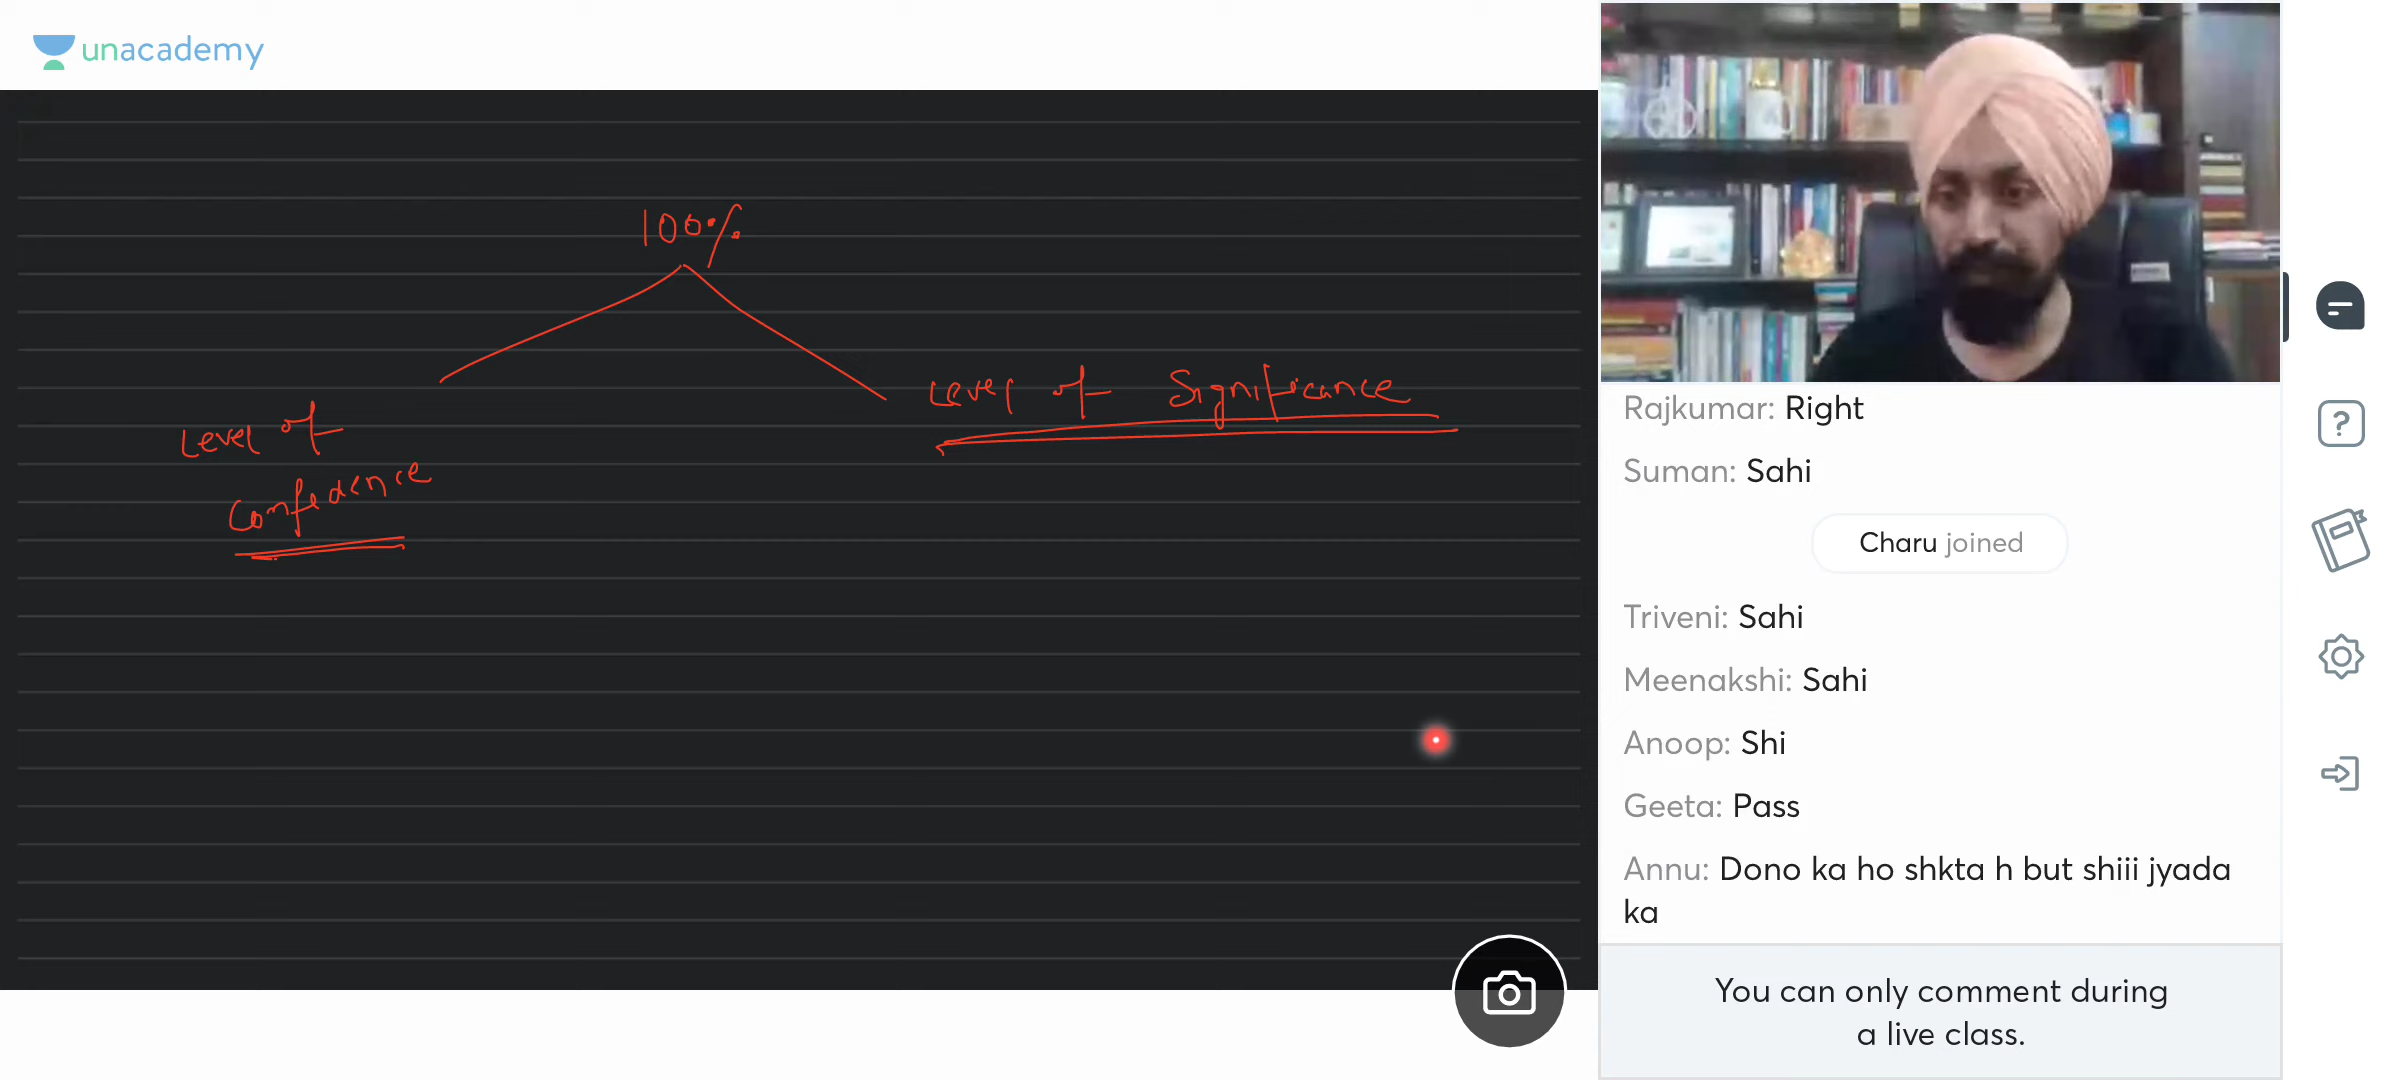 unacademy
100%
Level of Significance
Level of
Confidence
Rajkumar: Right
Suman: Sahi
Charu joined
Triveni: Sahi
Meenakshi: Sahi
Anoop: Shi
Geeta: Pass
Annu: Dono ka ho shkta h but shiii jyada
ka
You can only comment during
a live class.